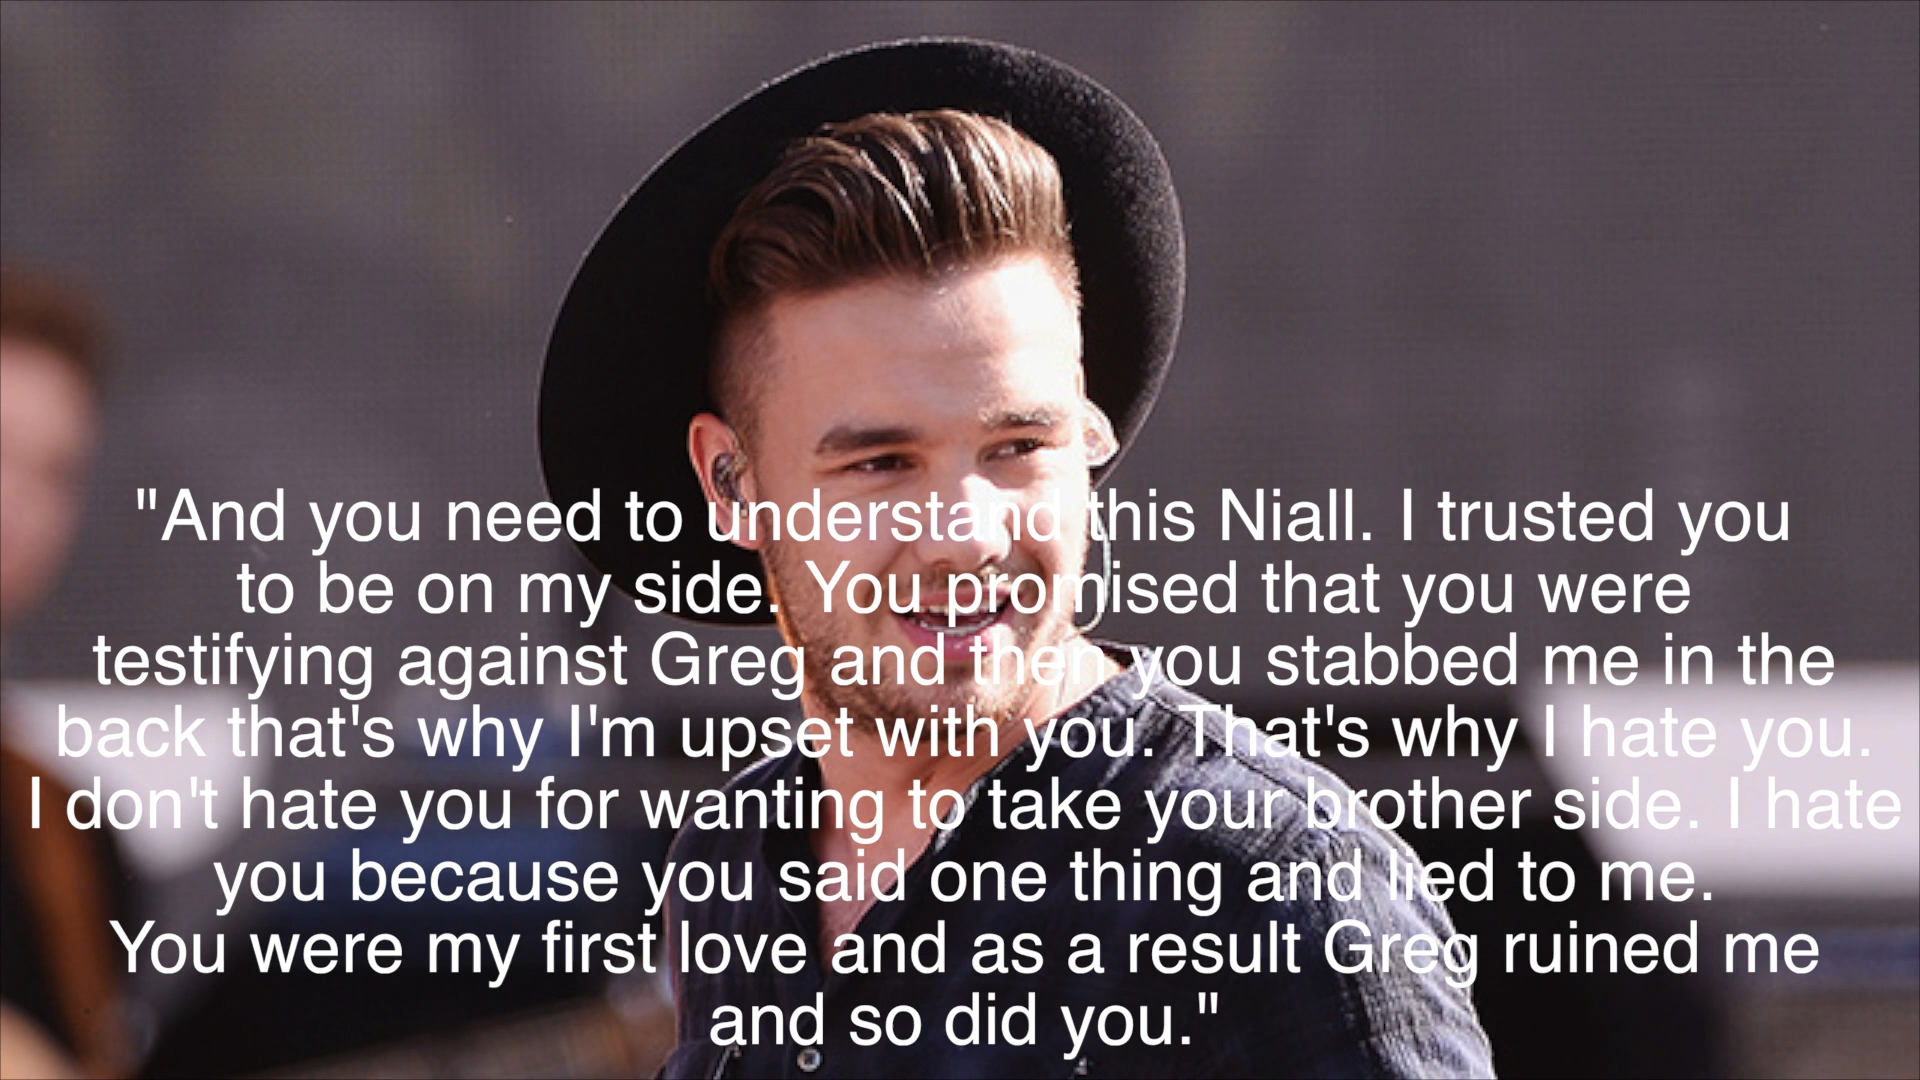 "And you need to understand this Niall. I trusted you
to be on my side. You promised that you were
testifying against Greg and then you stabbed me in the
back that's why I'm upset with you. That's why I hate you.
I don't hate you for wanting to take your brother side. I hate
you because you said one thing and lied to me.
You were my first love and as a result Greg ruined me
and so did you."